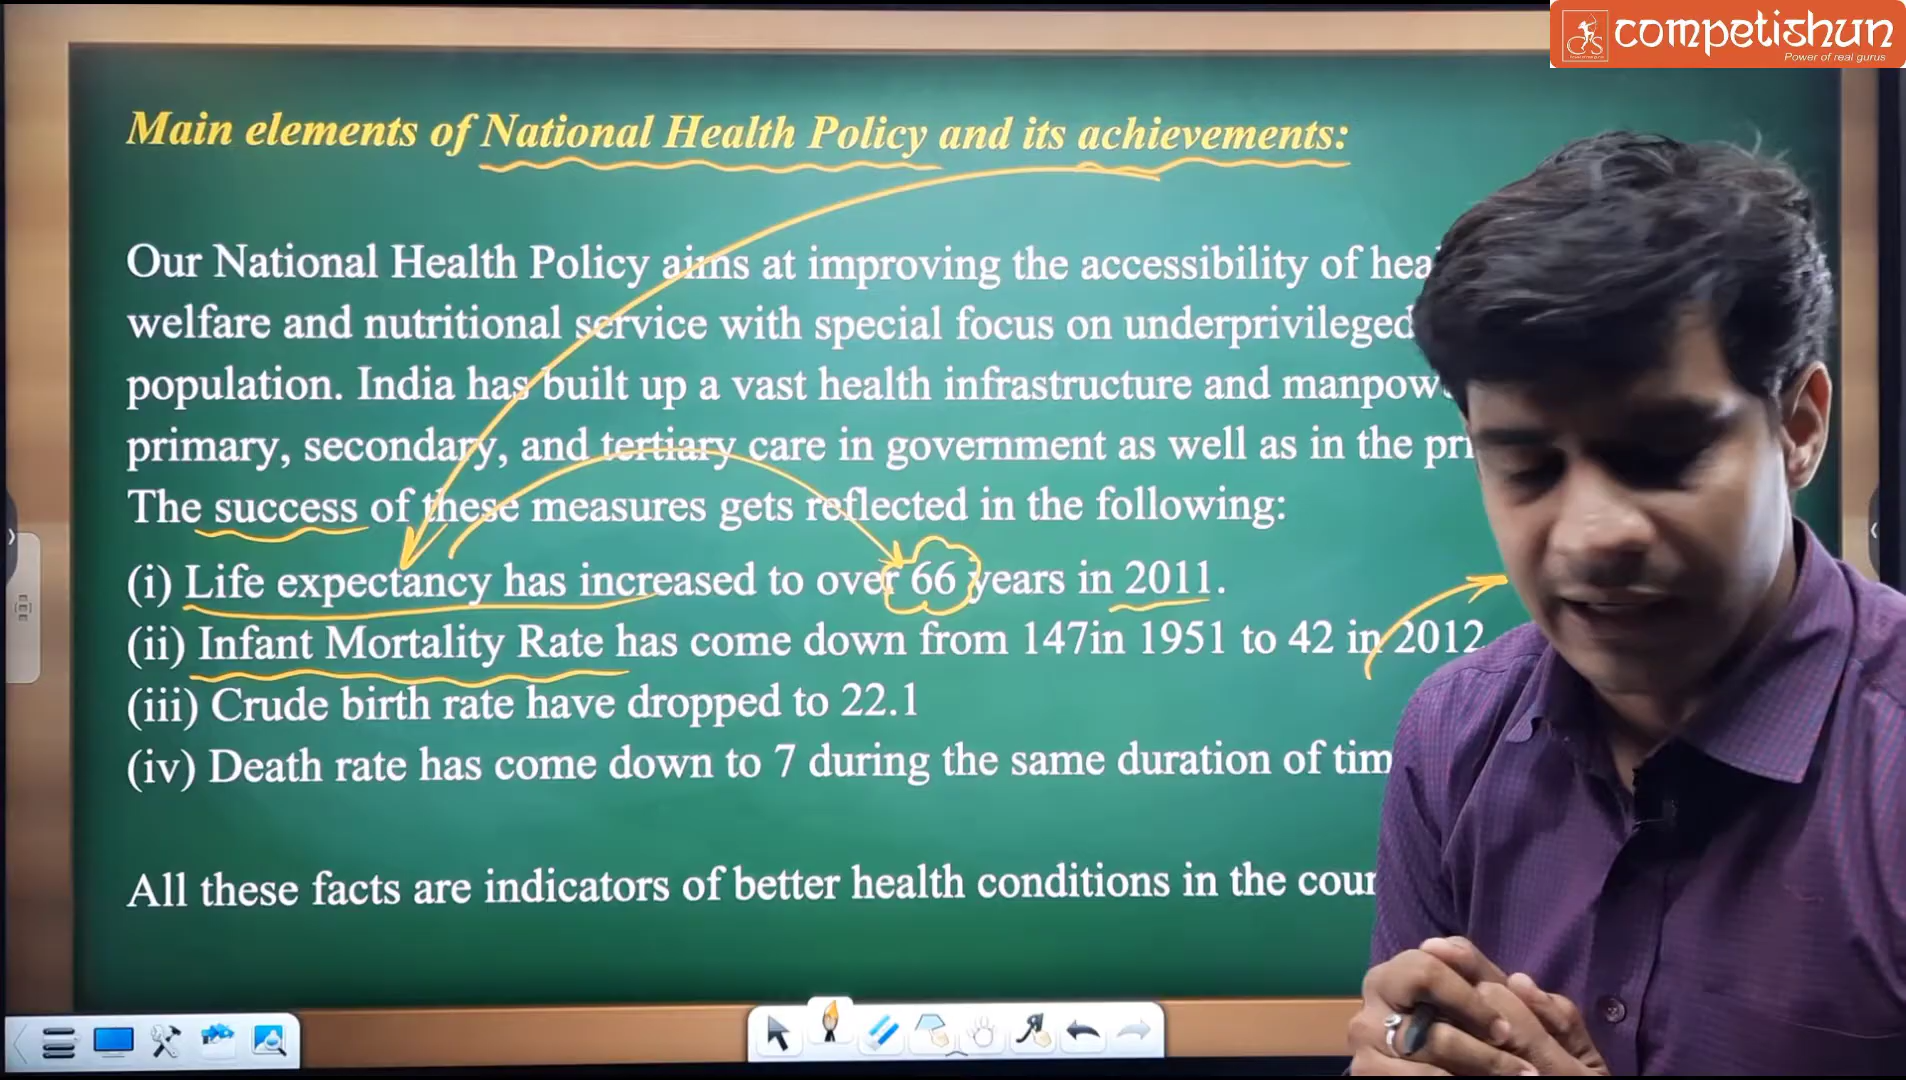 competishun
Power of real gurus
Main elements of National Health Policy and its achievements:
Our National Health Policy aims at improving the accessibility of
welfare and nutritional service with special focus on underprivileged
population. India has built up a vast health infrastructure and
primary, secondary, and tertiary care in government as well as in the
The success of these measures gets reflected in the following:
(i) Life expectancy has increased to over 66 years in 2011.
(ii) Infant Mortality Rate has come down from 147in 1951 to 42 in 2012
(iii) Crude birth rate have dropped to 22.1
(iv) Death rate has come down to 7 during the same duration of
All these facts are indicators of better health conditions in the